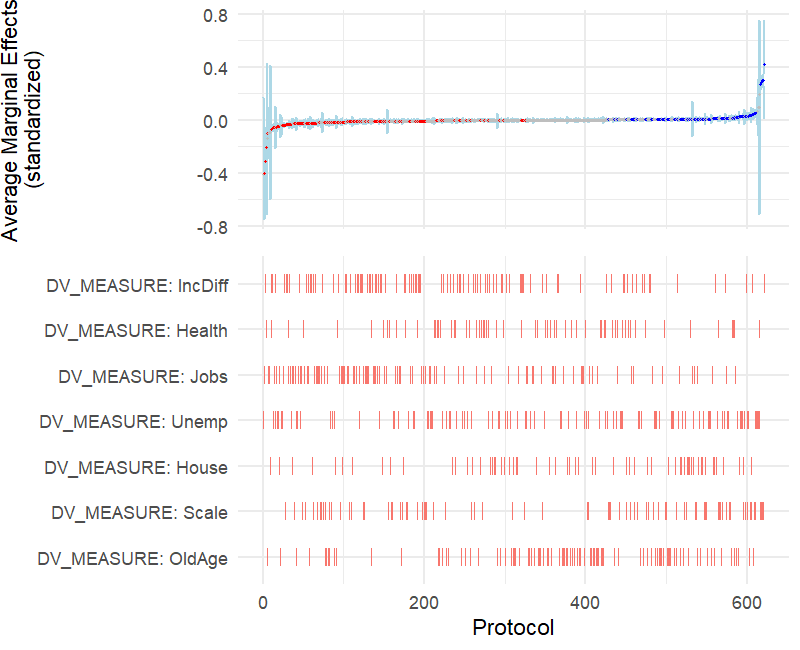 Average Marginal Effects
(standardized)
0.8
0.4
0.0
-0.4
-0.8
DV_MEASURE: IncDiff
DV_MEASURE: Health
DV_MEASURE: Jobs
DV_MEASURE: Unemp
DV_MEASURE: House
DV_MEASURE: Scale
DV_MEASURE: OldAge
0 200 400 600
Protocol